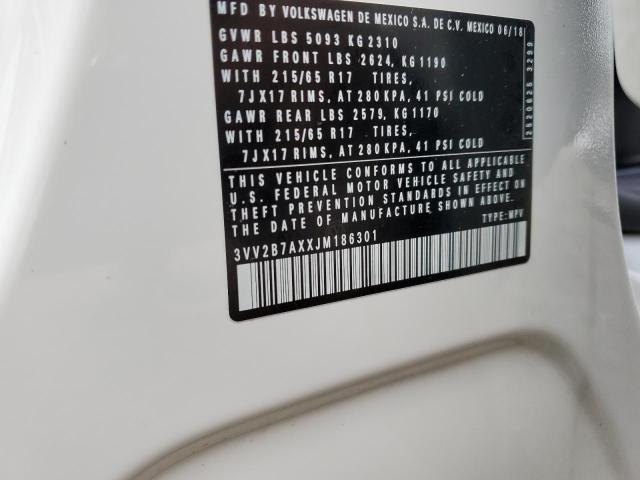 MFD BY VOLKSWAGEN DE MEXICO S.A. DE C.V. MEXICO 06/18
GVWR LBS 5093 KG 2310
GAWR FRONT LBS 2624, KG 1190
WITH 215/65 R17 TIRES,
7JX17 RIMS, AT 280 KPA, 41 PSI COLD
GAWR REAR LBS 2579, KG 1170
WITH 215/65 R17 TIRES,
7JX17 RIMS, AT 280 KPA, 41 PSI COLD
THIS VEHICLE CONFORMS TO ALL APPLICABLE
U.S. FEDERAL MOTOR VEHICLE SAFETY AND
THEFT PREVENTION STANDARDS IN EFFECT ON
THE DATE OF MANUFACTURE SHOWN ABOVE.
3VV2B7AXXJM186301 TYPE: MPV
2520625 3299